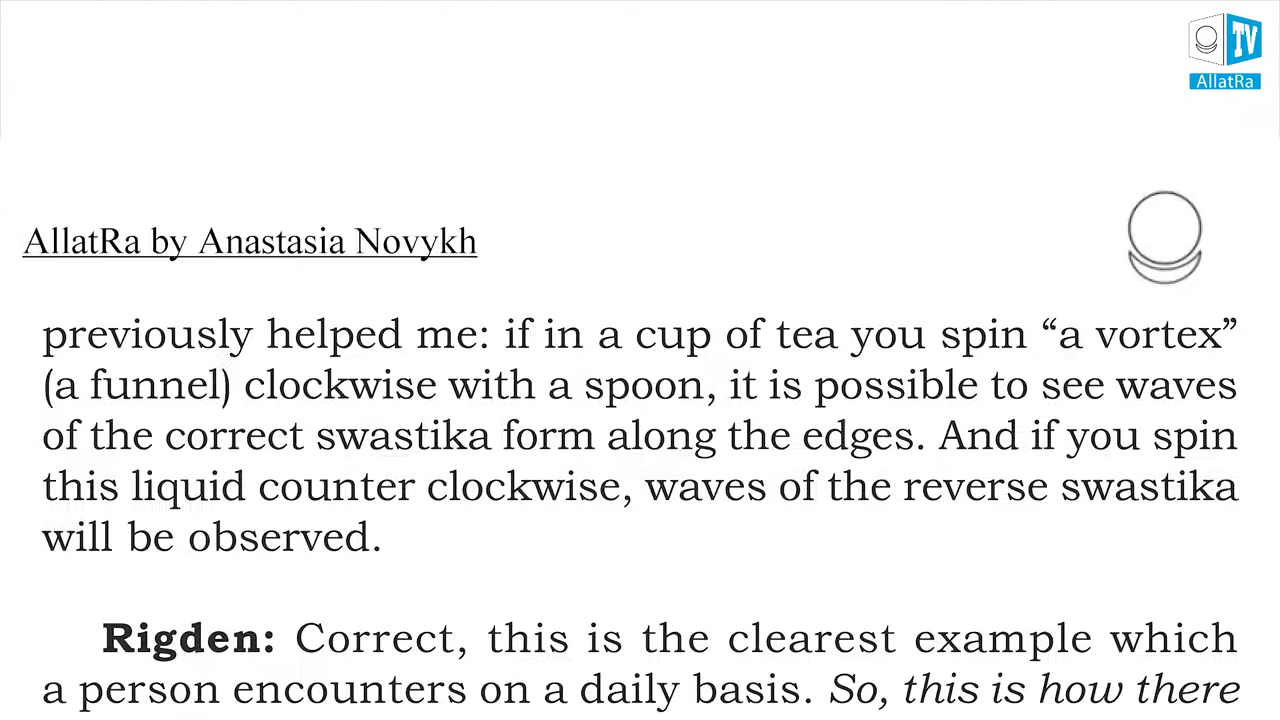 TV
AllatRa
AllatRa by Anastasia Novykh
previously helped me: if in a cup of tea you spin “a vortex”
(a funnel) clockwise with a spoon, it is possible to see waves
of the correct swastika form along the edges. And if you spin
this liquid counter clockwise, waves of the reverse swastika
will be observed.
Rigden: Correct, this is the clearest example which
a person encounters on a daily basis. So, this is how there